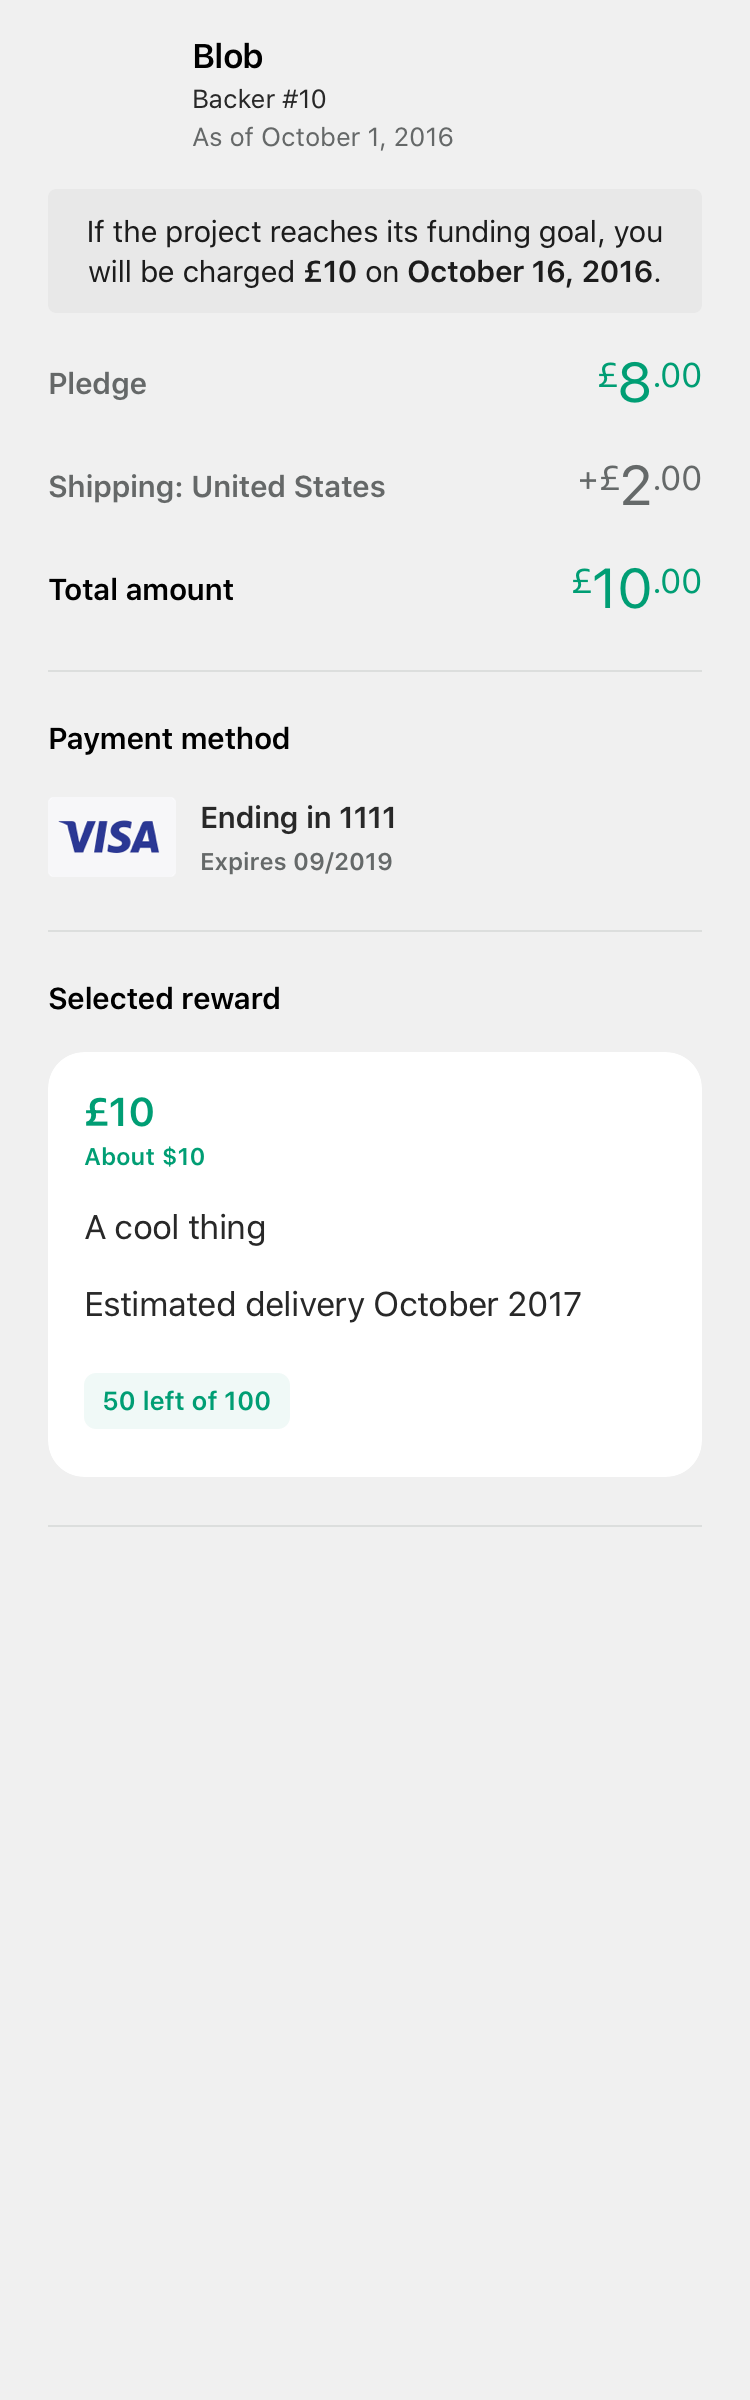 Blob
Backer #10
As of October 1, 2016
If the project reaches its funding goal, you
will be charged £10 on October 16, 2016.
Pledge £8.00
Shipping: United States +£2.00
Total amount £10.00
Payment method
VISA
Ending in 1111
Expires 09/2019
Selected reward
£10
About $10
A cool thing
Estimated delivery October 2017
50 left of 100